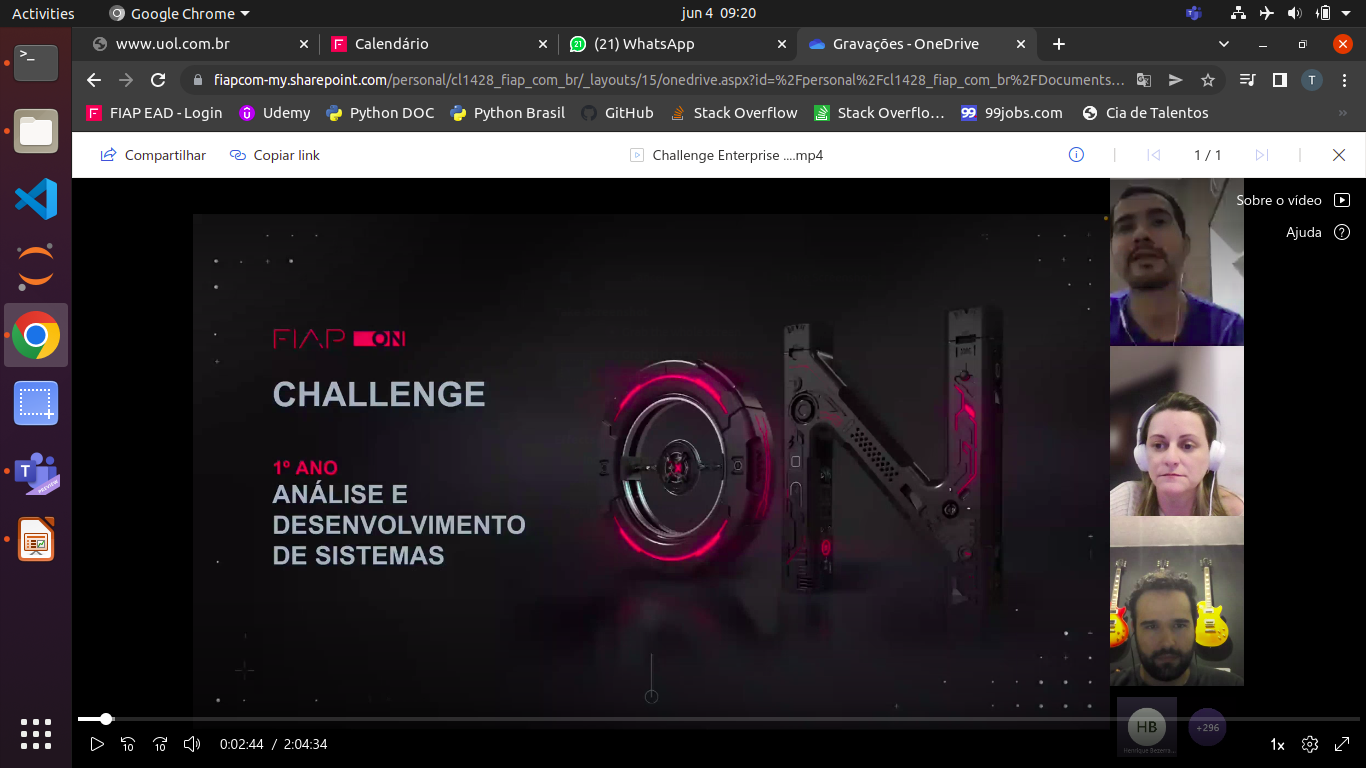 Activities
Google Chrome
jun 4 09:20
www.uol.com.br
Calendário
(21) WhatsApp
Gravações - OneDrive
fiapcom-my.sharepoint.com/personal/cl1428_fiap_com_br/_layouts/15/onedrive.aspx?id=%2Fpersonal%2Fcl1428_fiap_com_br%2FDocuments...
T
FIAP EAD - Login
Udemy
Python DOC
Python Brasil
GitHub
Stack Overflow
Stack Overflo...
99jobs.com
Cia de Talentos
Compartilhar
Copiar link
Challenge Enterprise ....mp4
1 / 1
Sobre o vídeo
Ajuda
FIAP ON
CHALLENGE
1º ANO
ANÁLISE E
DESENVOLVIMENTO
DE SISTEMAS
PREVIEW
HB
+296
10
10
0:02:44 / 2:04:34
1x